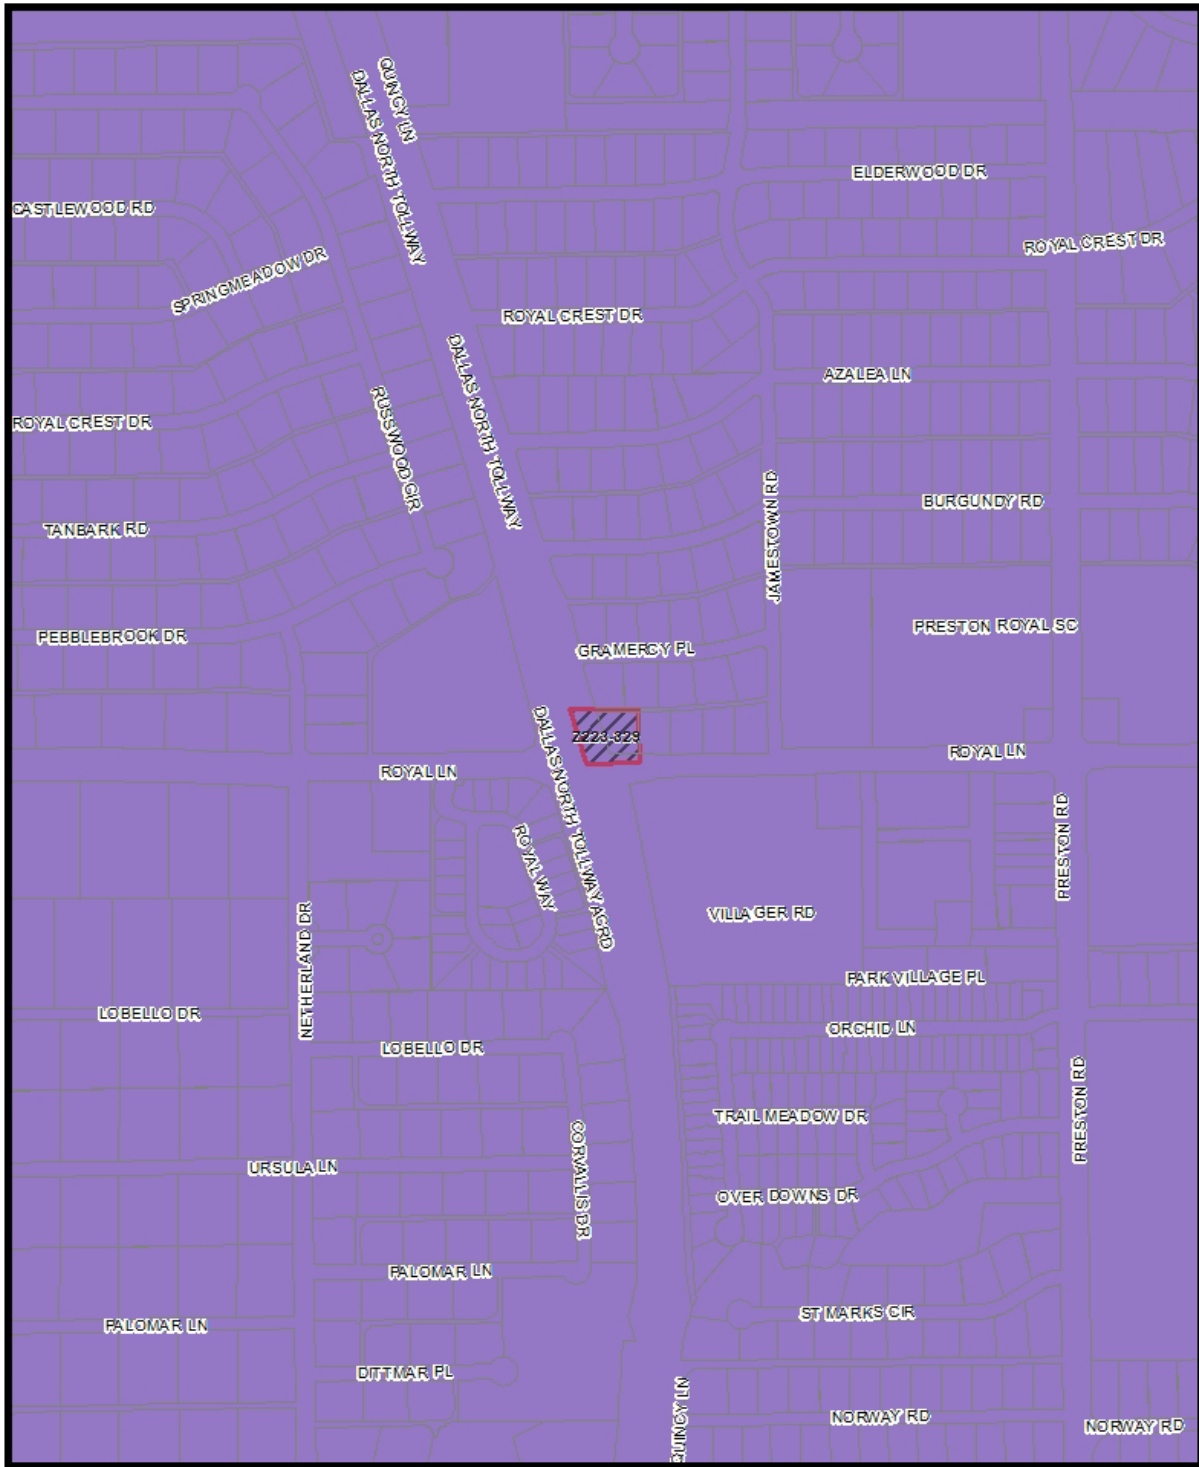 QUINCY LN
DALLAS NORTH TOLLWAY
ELDERWOOD DR
CASTLEWOOD RD
ROYAL CREST DR
SPRINGMEADOW DR
ROYAL CREST DR
DALLAS NORTH TOLLWAY
AZALEA LN
RUSSWOOD CIR
ROYAL CREST DR
JAMESTOWN RD
BURGUNDY RD
TANBARK RD
PRESTON ROYAL SC
PEBBLEBROOK DR
GRAMERCY PL
DALLAS NORTH TOLLWAY ACRD
Z223-329
ROYAL LN
ROYAL LN
PRESTON RD
ROYAL WAY
VILLAGER RD
NETHERLAND DR
PARK VILLAGE PL
LOBELLO DR
ORCHID LN
LOBELLO DR
PRESTON RD
TRAIL MEADOW DR
CORVALLIS DR
URSULA LN
OVER DOWNS DR
PALOMAR LN
ST MARKS CIR
PALOMAR LN
DITTMAR PL
QUINCY LN
NORWAY RD
NORWAY RD